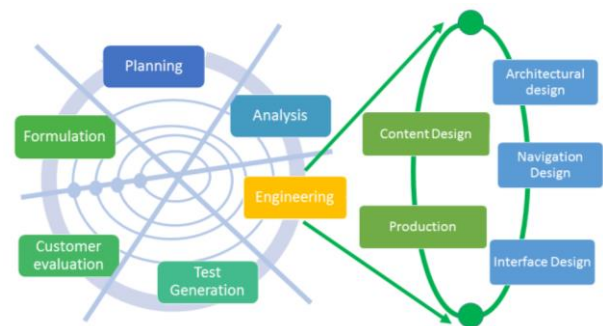 Planning
Analysis
Formulation
Engineering
Customer
evaluation
Test
Generation
Architectural
design
Content Design
Navigation
Design
Production
Interface Design